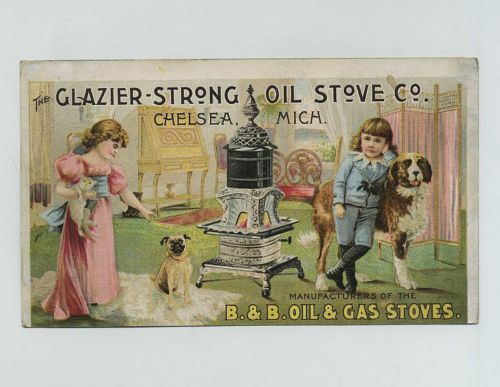 THE GLAZIER-STRONG OIL STOVE CO.
CHELSEA, MICH.
MANUFACTURERS OF THE
B. & B. OIL & GAS STOVES.